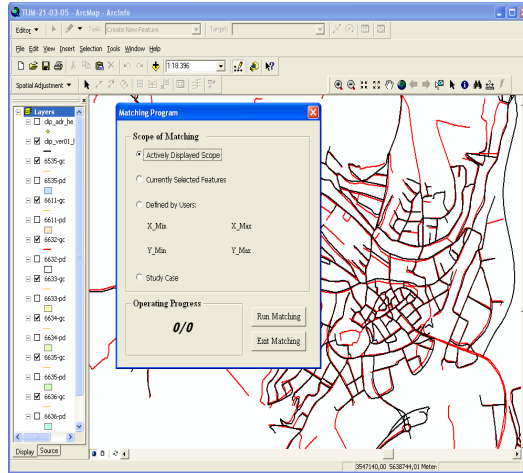 TUM-21-03-05 - ArcMap - ArcInfo
Editor Task: Create New Feature Target:
File Edit View Insert Selection Tools Window Help
1:18.396
Spatial Adjustment
Layers
dlp_adr_he
dlp_ver01_
6535-gc
6535-pd
6611-gc
6611-pd
6632-gc
6632-pd
6633-gc
6633-pd
6634-gc
6634-pd
6635-gc
6635-pd
6636-gc
6636-pd
Display Source
Matching Program
Scope of Matching
Actively Displayed Scope
Currently Selected Features
Defined by Users:
X_Min X_Max
Y_Min Y_Max
Study Case
Operating Progress
0/0
Run Matching
Exit Matching
3547140,00 5638744,01 Meter